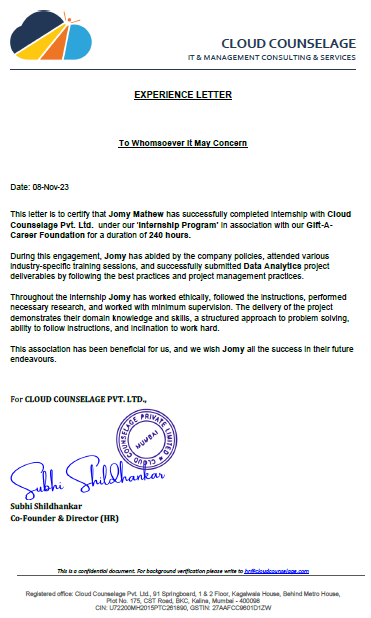 CLOUD COUNSELAGE
IT & MANAGEMENT CONSULTING & SERVICES
EXPERIENCE LETTER
To Whomsoever It May Concern
Date: 08-Nov-23
This letter is to certify that Jomy Mathew has successfully completed internship with Cloud
Counselage Pvt. Ltd. under our 'Internship Program' in association with our Gift-A-
Career Foundation for a duration of 240 hours.
During this engagement, Jomy has abided by the company policies, attended various
industry-specific training sessions, and successfully submitted Data Analytics project
deliverables by following the best practices and project management practices.
Throughout the internship Jomy has worked ethically, followed the instructions, performed
necessary research, and worked with minimum supervision. The delivery of the project
demonstrates their domain knowledge and skills, a structured approach to problem solving,
ability to follow instructions, and inclination to work hard.
This association has been beneficial for us, and we wish Jomy all the success in their future
endeavours.
For CLOUD COUNSELAGE PVT. LTD.,
CLOUD COUNSELAGE PRIVATE LIMITED
MUMBAI
Subhi Shildhankar
Subhi Shildhankar
Co-Founder & Director (HR)
This is a confidential document. For background verification please write to hr@cloudcounselage.com
Registered office: Cloud Counselage Pvt. Ltd., 91 Springboard, 1 & 2 Floor, Kagalwala House, Behind Metro House,
Plot No. 175, CST Road, BKC, Kalina, Mumbai - 400098
CIN: U72200MH2015PTC261890, GSTIN: 27AAFCC9601D1ZW